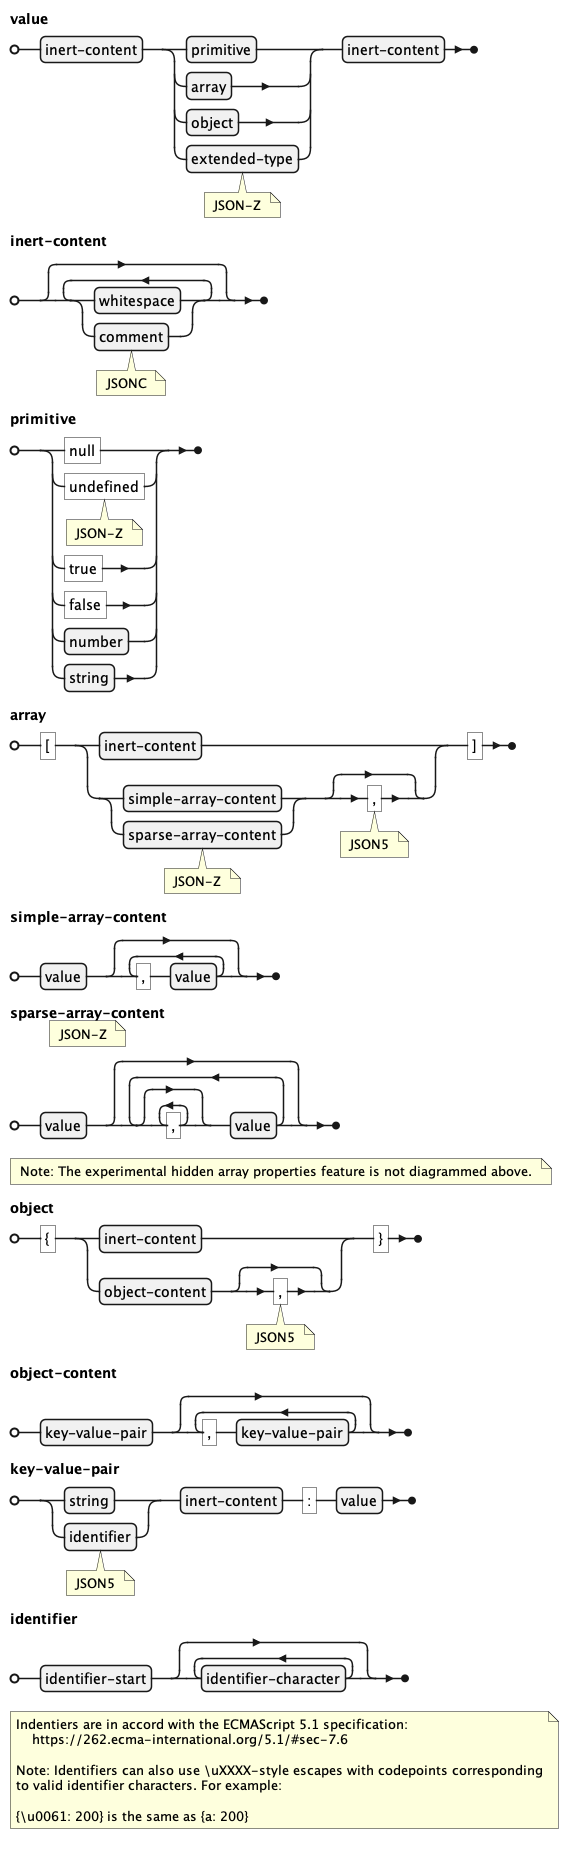 value
inert-content primitive inert-content
array
object
extended-type
JSON-Z
inert-content
whitespace
comment
JSONC
primitive
null
undefined
JSON-Z
true
false
number
string
array
[ inert-content ]
simple-array-content ,
sparse-array-content
JSON5
JSON-Z
simple-array-content
value , value
sparse-array-content
JSON-Z
value , value
Note: The experimental hidden array properties feature is not diagrammed above.
object
{ inert-content }
object-content ,
JSON5
object-content
key-value-pair , key-value-pair
key-value-pair
string inert-content : value
identifier
JSON5
identifier
identifier-start identifier-character
Indentiers are in accord with the ECMAScript 5.1 specification:
https://262.ecma-international.org/5.1/#sec-7.6
Note: Identifiers can also use \uXXXX-style escapes with codepoints corresponding
to valid identifier characters. For example:
{\u0061: 200} is the same as {a: 200}